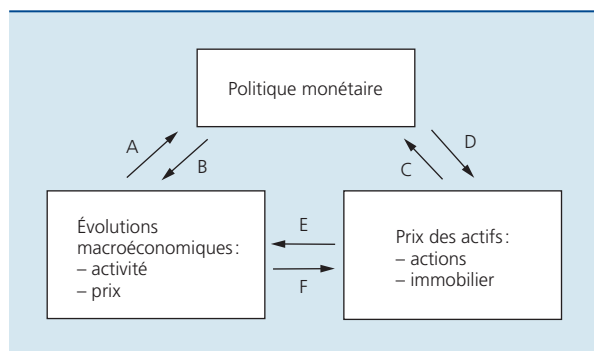 Politique monétaire
A
B
C
D
Évolutions
macroéconomiques :
– activité
– prix
E
F
Prix des actifs :
– actions
– immobilier